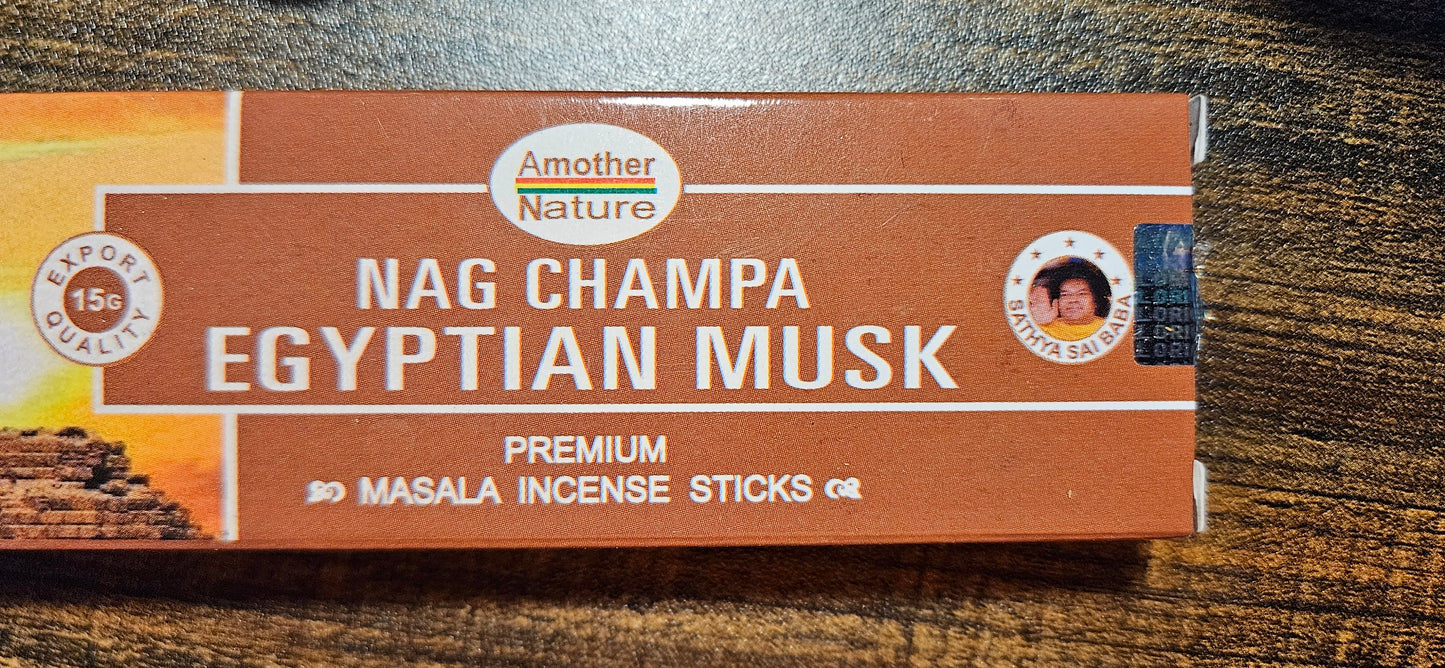 Amother
Nature
EXPORT
15G
QUALITY
NAG CHAMPA
EGYPTIAN MUSK
SATHYA SAI BABA
PREMIUM
MASALA INCENSE STICKS